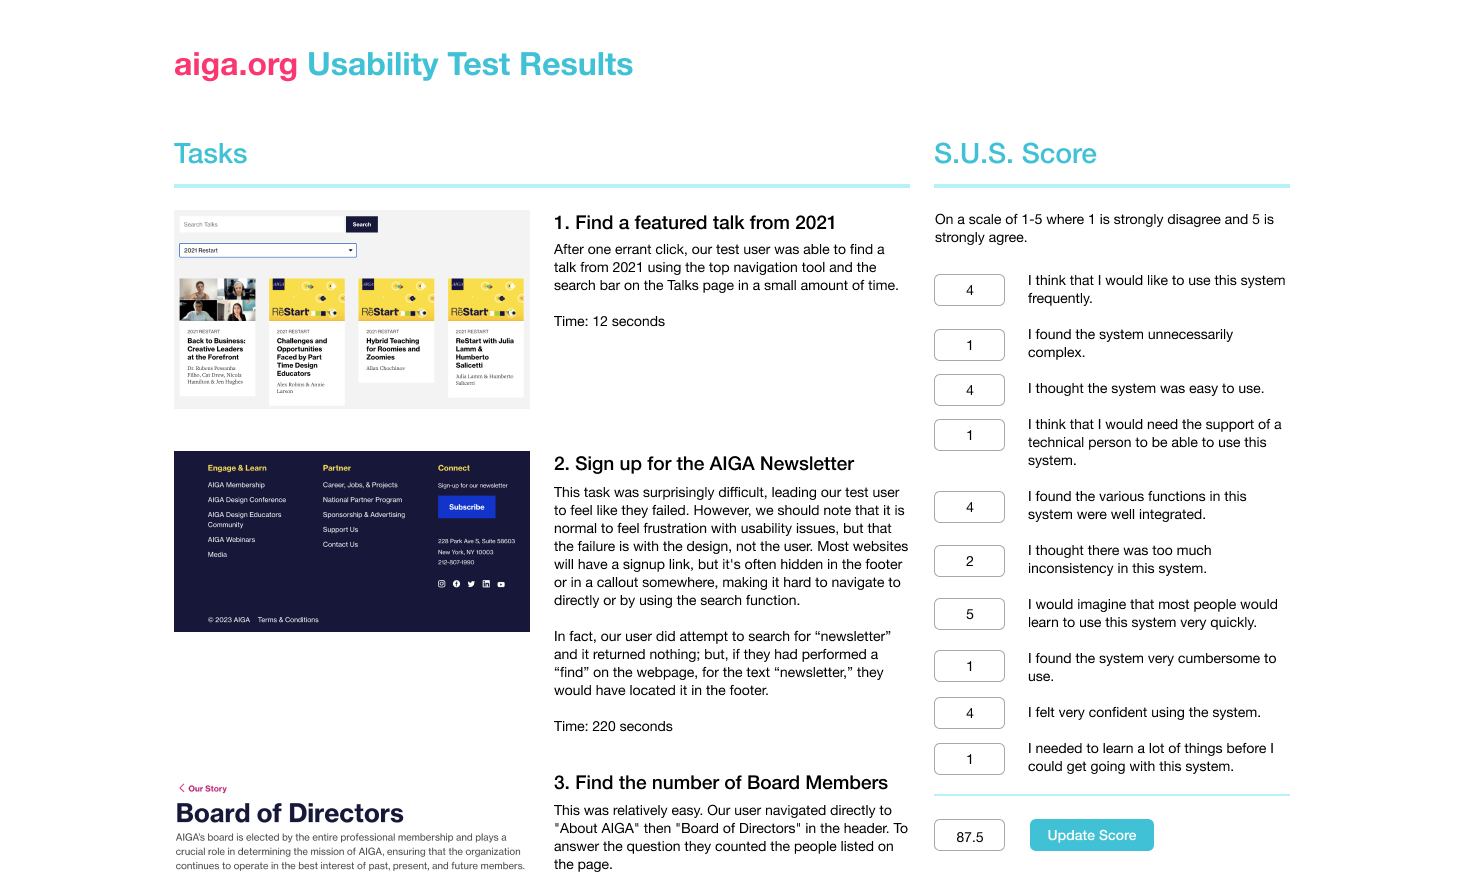 aiga.org Usability Test Results
Tasks
Search Talks
Search
2021 Restart
AIGA
ReStart
AIGA
ReStart
AIGA
ReStart
2021 RESTART
Back to Business:
Creative Leaders
at the Forefront
Dr. Rubens Pessanha
Filho, Cat Drew, Nicola
Hamilton & Jen Hughes
2021 RESTART
Challenges and
Opportunities
Faced by Part
Time Design
Educators
Alex Robins & Annie
Larson
2021 RESTART
Hybrid Teaching
for Roomies and
Zoomies
Allan Chochinov
2021 RESTART
ReStart with Julia
Lamm &
Humberto
Salicetti
Julia Lamm & Humberto
Salicetti
1. Find a featured talk from 2021
After one errant click, our test user was able to find a
talk from 2021 using the top navigation tool and the
search bar on the Talks page in a small amount of time.
Time: 12 seconds
Engage & Learn
AIGA Membership
AIGA Design Conference
AIGA Design Educators
Community
AIGA Webinars
Media
Partner
Career, Jobs, & Projects
National Partner Program
Sponsorship & Advertising
Support Us
Contact Us
Connect
Sign-up for our newsletter
Subscribe
228 Park Ave S, Suite 58603
New York, NY 10003
212-807-1990
© 2023 AIGA Terms & Conditions
2. Sign up for the AIGA Newsletter
This task was surprisingly difficult, leading our test user
to feel like they failed. However, we should note that it is
normal to feel frustration with usability issues, but that
the failure is with the design, not the user. Most websites
will have a signup link, but it's often hidden in the footer
or in a callout somewhere, making it hard to navigate to
directly or by using the search function.
In fact, our user did attempt to search for “newsletter”
and it returned nothing; but, if they had performed a
“find” on the webpage, for the text “newsletter,” they
would have located it in the footer.
Time: 220 seconds
Our Story
Board of Directors
AIGA's board is elected by the entire professional membership and plays a
crucial role in determining the mission of AIGA, ensuring that the organization
continues to operate in the best interest of past, present, and future members.
3. Find the number of Board Members
This was relatively easy. Our user navigated directly to
"About AIGA" then "Board of Directors" in the header. To
answer the question they counted the people listed on
the page.
S.U.S. Score
On a scale of 1-5 where 1 is strongly disagree and 5 is
strongly agree.
4
I think that I would like to use this system
frequently.
1
I found the system unnecessarily
complex.
4
I thought the system was easy to use.
1
I think that I would need the support of a
technical person to be able to use this
system.
4
I found the various functions in this
system were well integrated.
2
I thought there was too much
inconsistency in this system.
5
I would imagine that most people would
learn to use this system very quickly.
1
I found the system very cumbersome to
use.
4
I felt very confident using the system.
1
I needed to learn a lot of things before I
could get going with this system.
87.5
Update Score